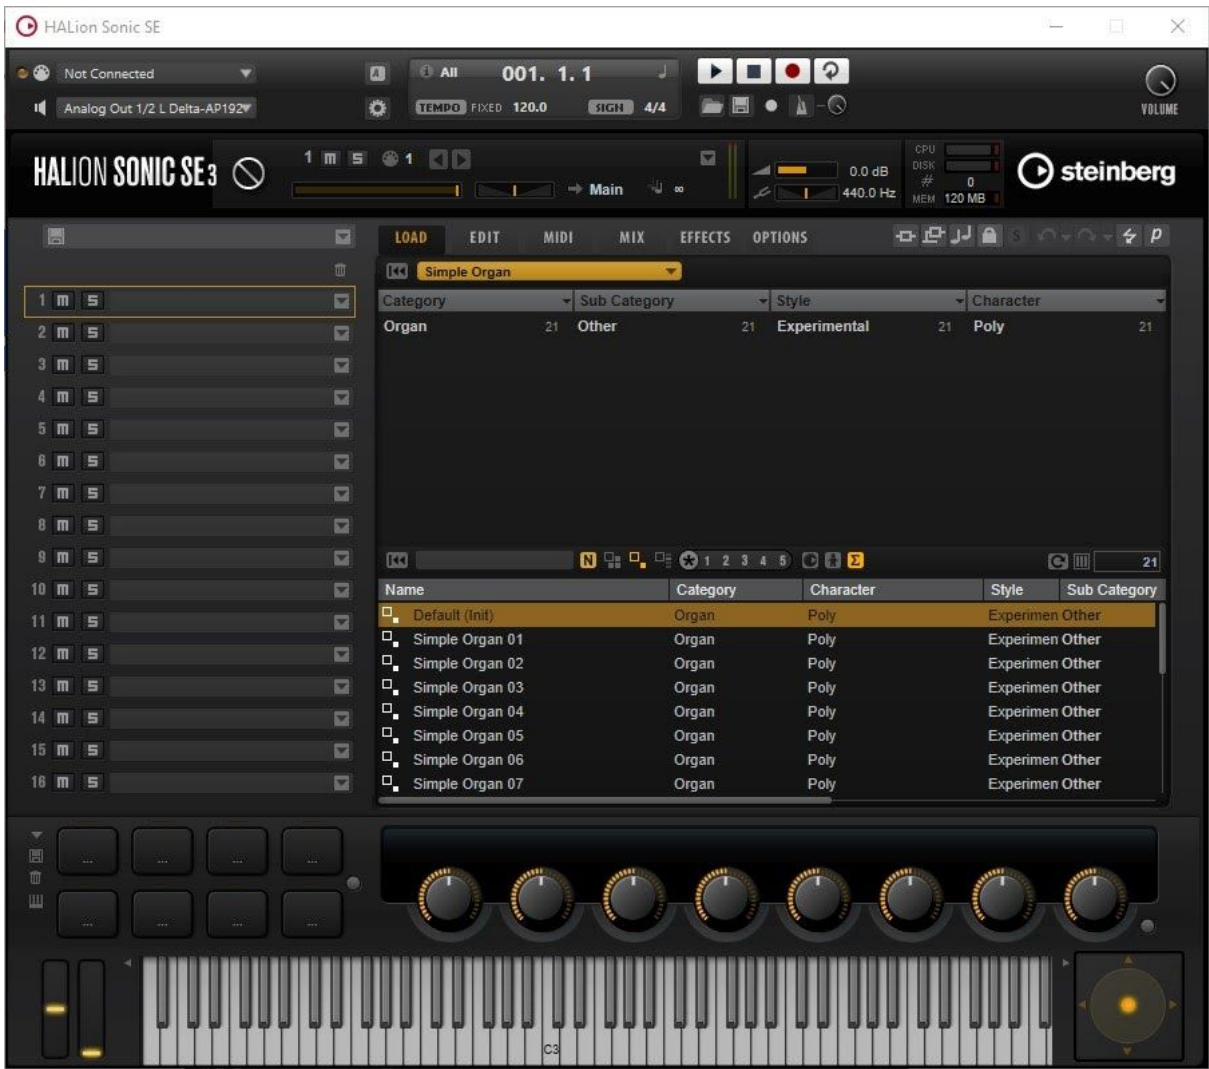 HALion Sonic SE
Not Connected
A
All 001. 1. 1
Analog Out 1/2 L Delta-AP192
TEMPO FIXED 120.0 SIGN 4/4
VOLUME
HALION SONIC SE3
1 m S 1
Main ∞
0.0 dB
440.0 Hz
CPU
DISK
# 0
MEM 120 MB
steinberg
LOAD EDIT MIDI MIX EFFECTS OPTIONS
S
Simple Organ
Category Sub Category Style Character
Organ 21 Other 21 Experimental 21 Poly 21
1 m S
2 m S
3 m S
4 m S
5 m S
6 m S
7 m S
8 m S
9 m S
10 m S
11 m S
12 m S
13 m S
14 m S
15 m S
16 m S
N 1 2 3 4 5 Σ 21
Name Category Character Style Sub Category
Default (Init) Organ Poly Experimen Other
Simple Organ 01 Organ Poly Experimen Other
Simple Organ 02 Organ Poly Experimen Other
Simple Organ 03 Organ Poly Experimen Other
Simple Organ 04 Organ Poly Experimen Other
Simple Organ 05 Organ Poly Experimen Other
Simple Organ 06 Organ Poly Experimen Other
Simple Organ 07 Organ Poly Experimen Other
... ... ... ...
... ... ... ...
C3